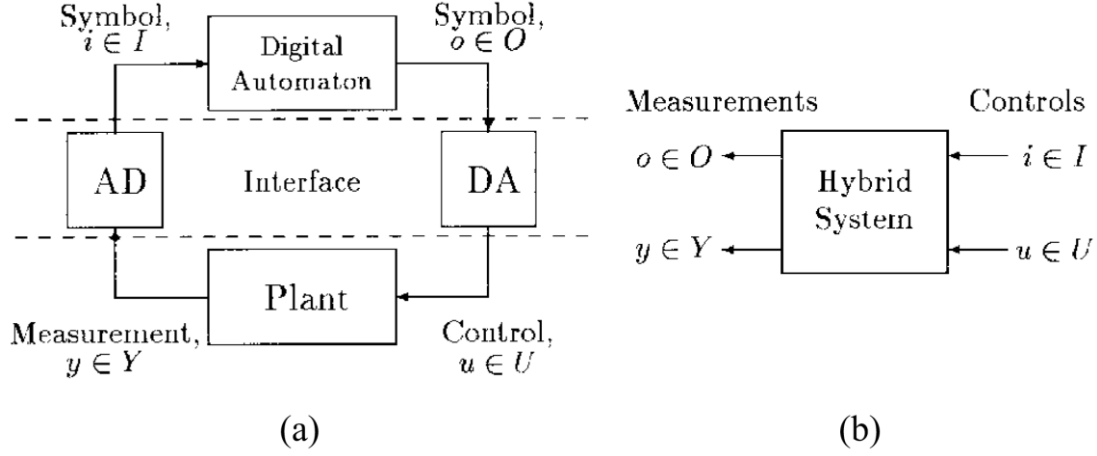 Symbol,
i ∈ I
Digital
Automaton
Symbol,
o ∈ O
AD
Interface
DA
Plant
Measurement,
y ∈ Y
Control,
u ∈ U
(a)
Measurements
Controls
o ∈ O
i ∈ I
Hybrid
System
y ∈ Y
u ∈ U
(b)